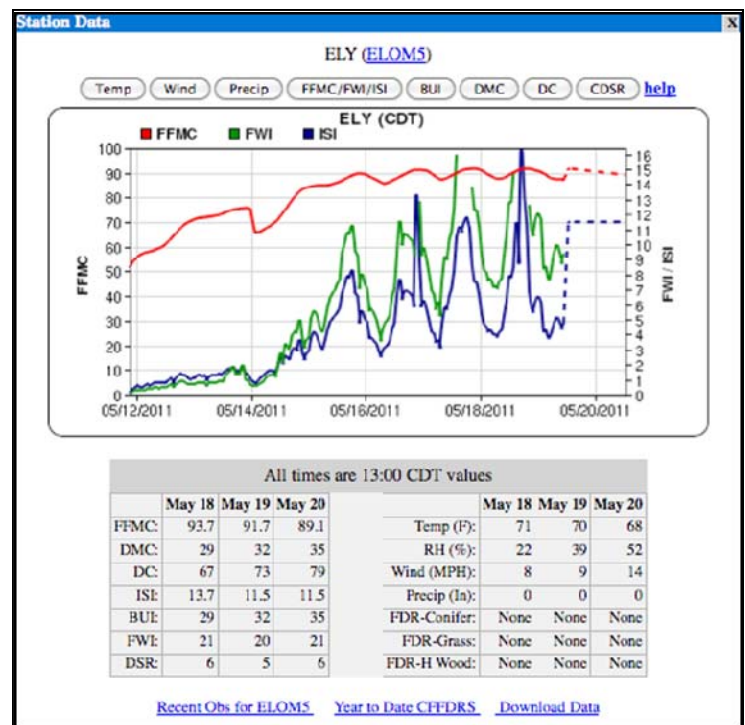 Station Data X
ELY (ELOM5)
Temp Wind Precip FFMC/FWI/ISI BUI DMC DC CDSR help
ELY (CDT)
FFMC FWI ISI
100 16
90 15
80 14
70 13
60 12
50 11
40 10
30 9
20 8
10 7
0 6
5
4
3
2
1
0
FFMC
FWI / ISI
05/12/2011 05/14/2011 05/16/2011 05/18/2011 05/20/2011
All times are 13:00 CDT values
May 18 May 19 May 20 May 18 May 19 May 20
FFMC: 93.7 91.7 89.1 Temp (F): 71 70 68
DMC: 29 32 35 RH (%): 22 39 52
DC: 67 73 79 Wind (MPH): 8 9 14
ISI: 13.7 11.5 11.5 Precip (In): 0 0 0
BUI: 29 32 35 FDR-Conifer: None None None
FWI: 21 20 21 FDR-Grass: None None None
DSR: 6 5 6 FDR-H Wood: None None None
Recent Obs for ELOM5 Year to Date CFFDRS Download Data